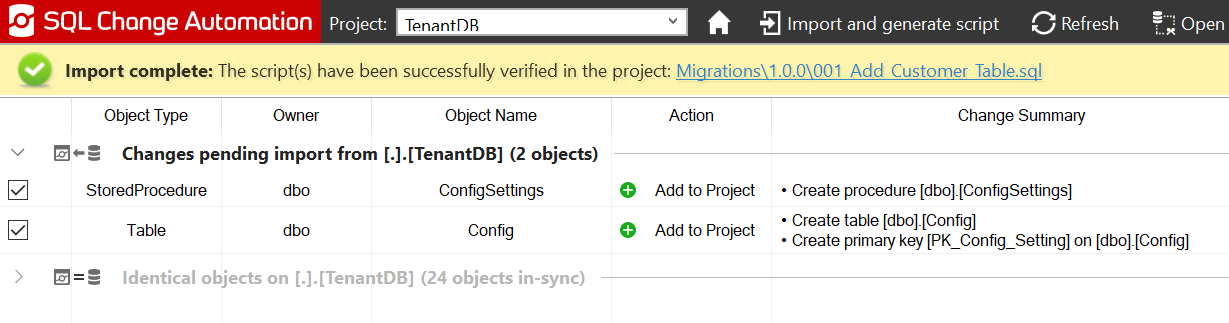 SQL Change Automation Project: TenantDB Import and generate script Refresh Open
Import complete: The script(s) have been successfully verified in the project: Migrations\1.0.0\001_Add_Customer_Table.sql
Object Type Owner Object Name Action Change Summary
Changes pending import from [.].[TenantDB] (2 objects)
StoredProcedure dbo ConfigSettings Add to Project • Create procedure [dbo].[ConfigSettings]
Table dbo Config Add to Project • Create table [dbo].[Config]
• Create primary key [PK_Config_Setting] on [dbo].[Config]
Identical objects on [.].[TenantDB] (24 objects in-sync)